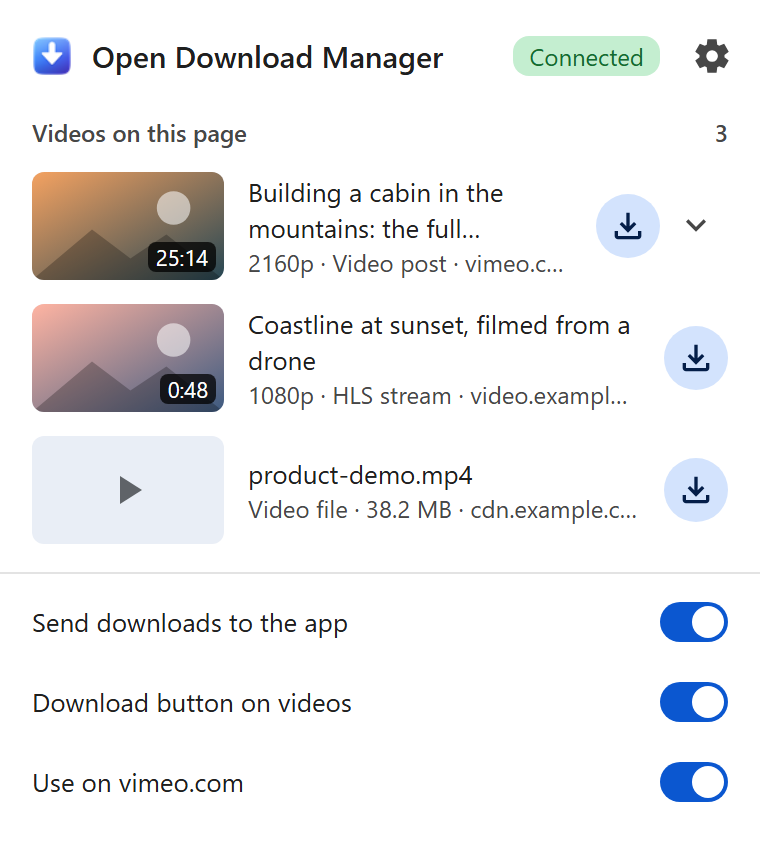 Open Download Manager
Connected
Videos on this page
3
25:14
Building a cabin in the
mountains: the full...
2160p · Video post · vimeo.c...
0:48
Coastline at sunset, filmed from a
drone
1080p · HLS stream · video.exampl...
product-demo.mp4
Video file · 38.2 MB · cdn.example.c...
Send downloads to the app
Download button on videos
Use on vimeo.com